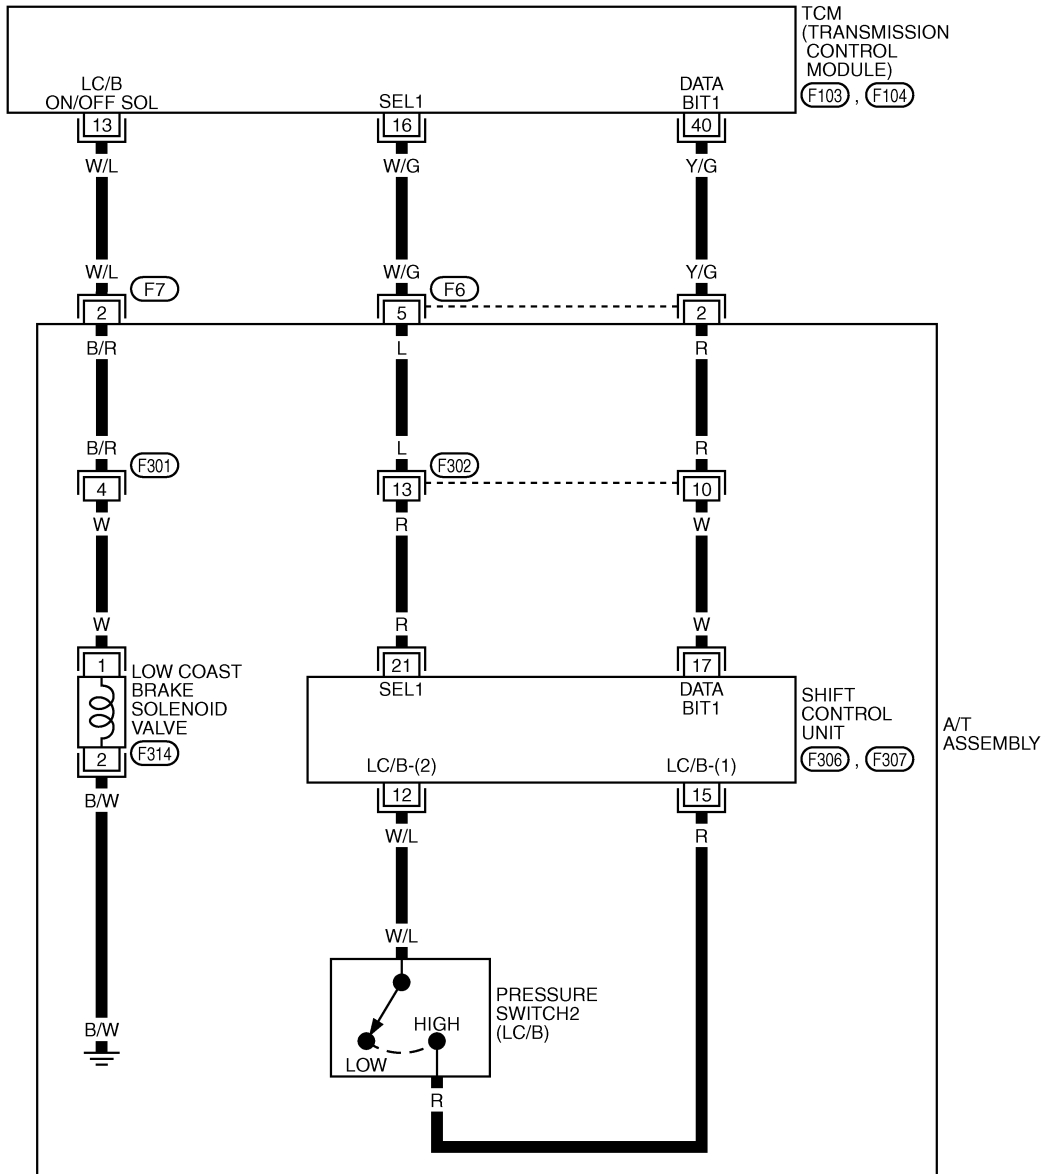 TCM
(TRANSMISSION
CONTROL
MODULE)
F103 , F104
LC/B
ON/OFF SOL
SEL1
DATA
BIT1
13
16
40
W/L
W/G
Y/G
W/L
W/G
Y/G
F7
F6
2
5
2
B/R
L
R
B/R
L
R
F301
F302
4
13
10
W
R
W
W
R
W
1
21
17
LOW COAST
BRAKE
SOLENOID
VALVE
F314
2
SEL1
DATA
BIT1
SHIFT
CONTROL
UNIT
F306 , F307
A/T
ASSEMBLY
LC/B-(2)
LC/B-(1)
12
15
B/W
W/L
R
W/L
PRESSURE
SWITCH2
(LC/B)
HIGH
LOW
B/W
R